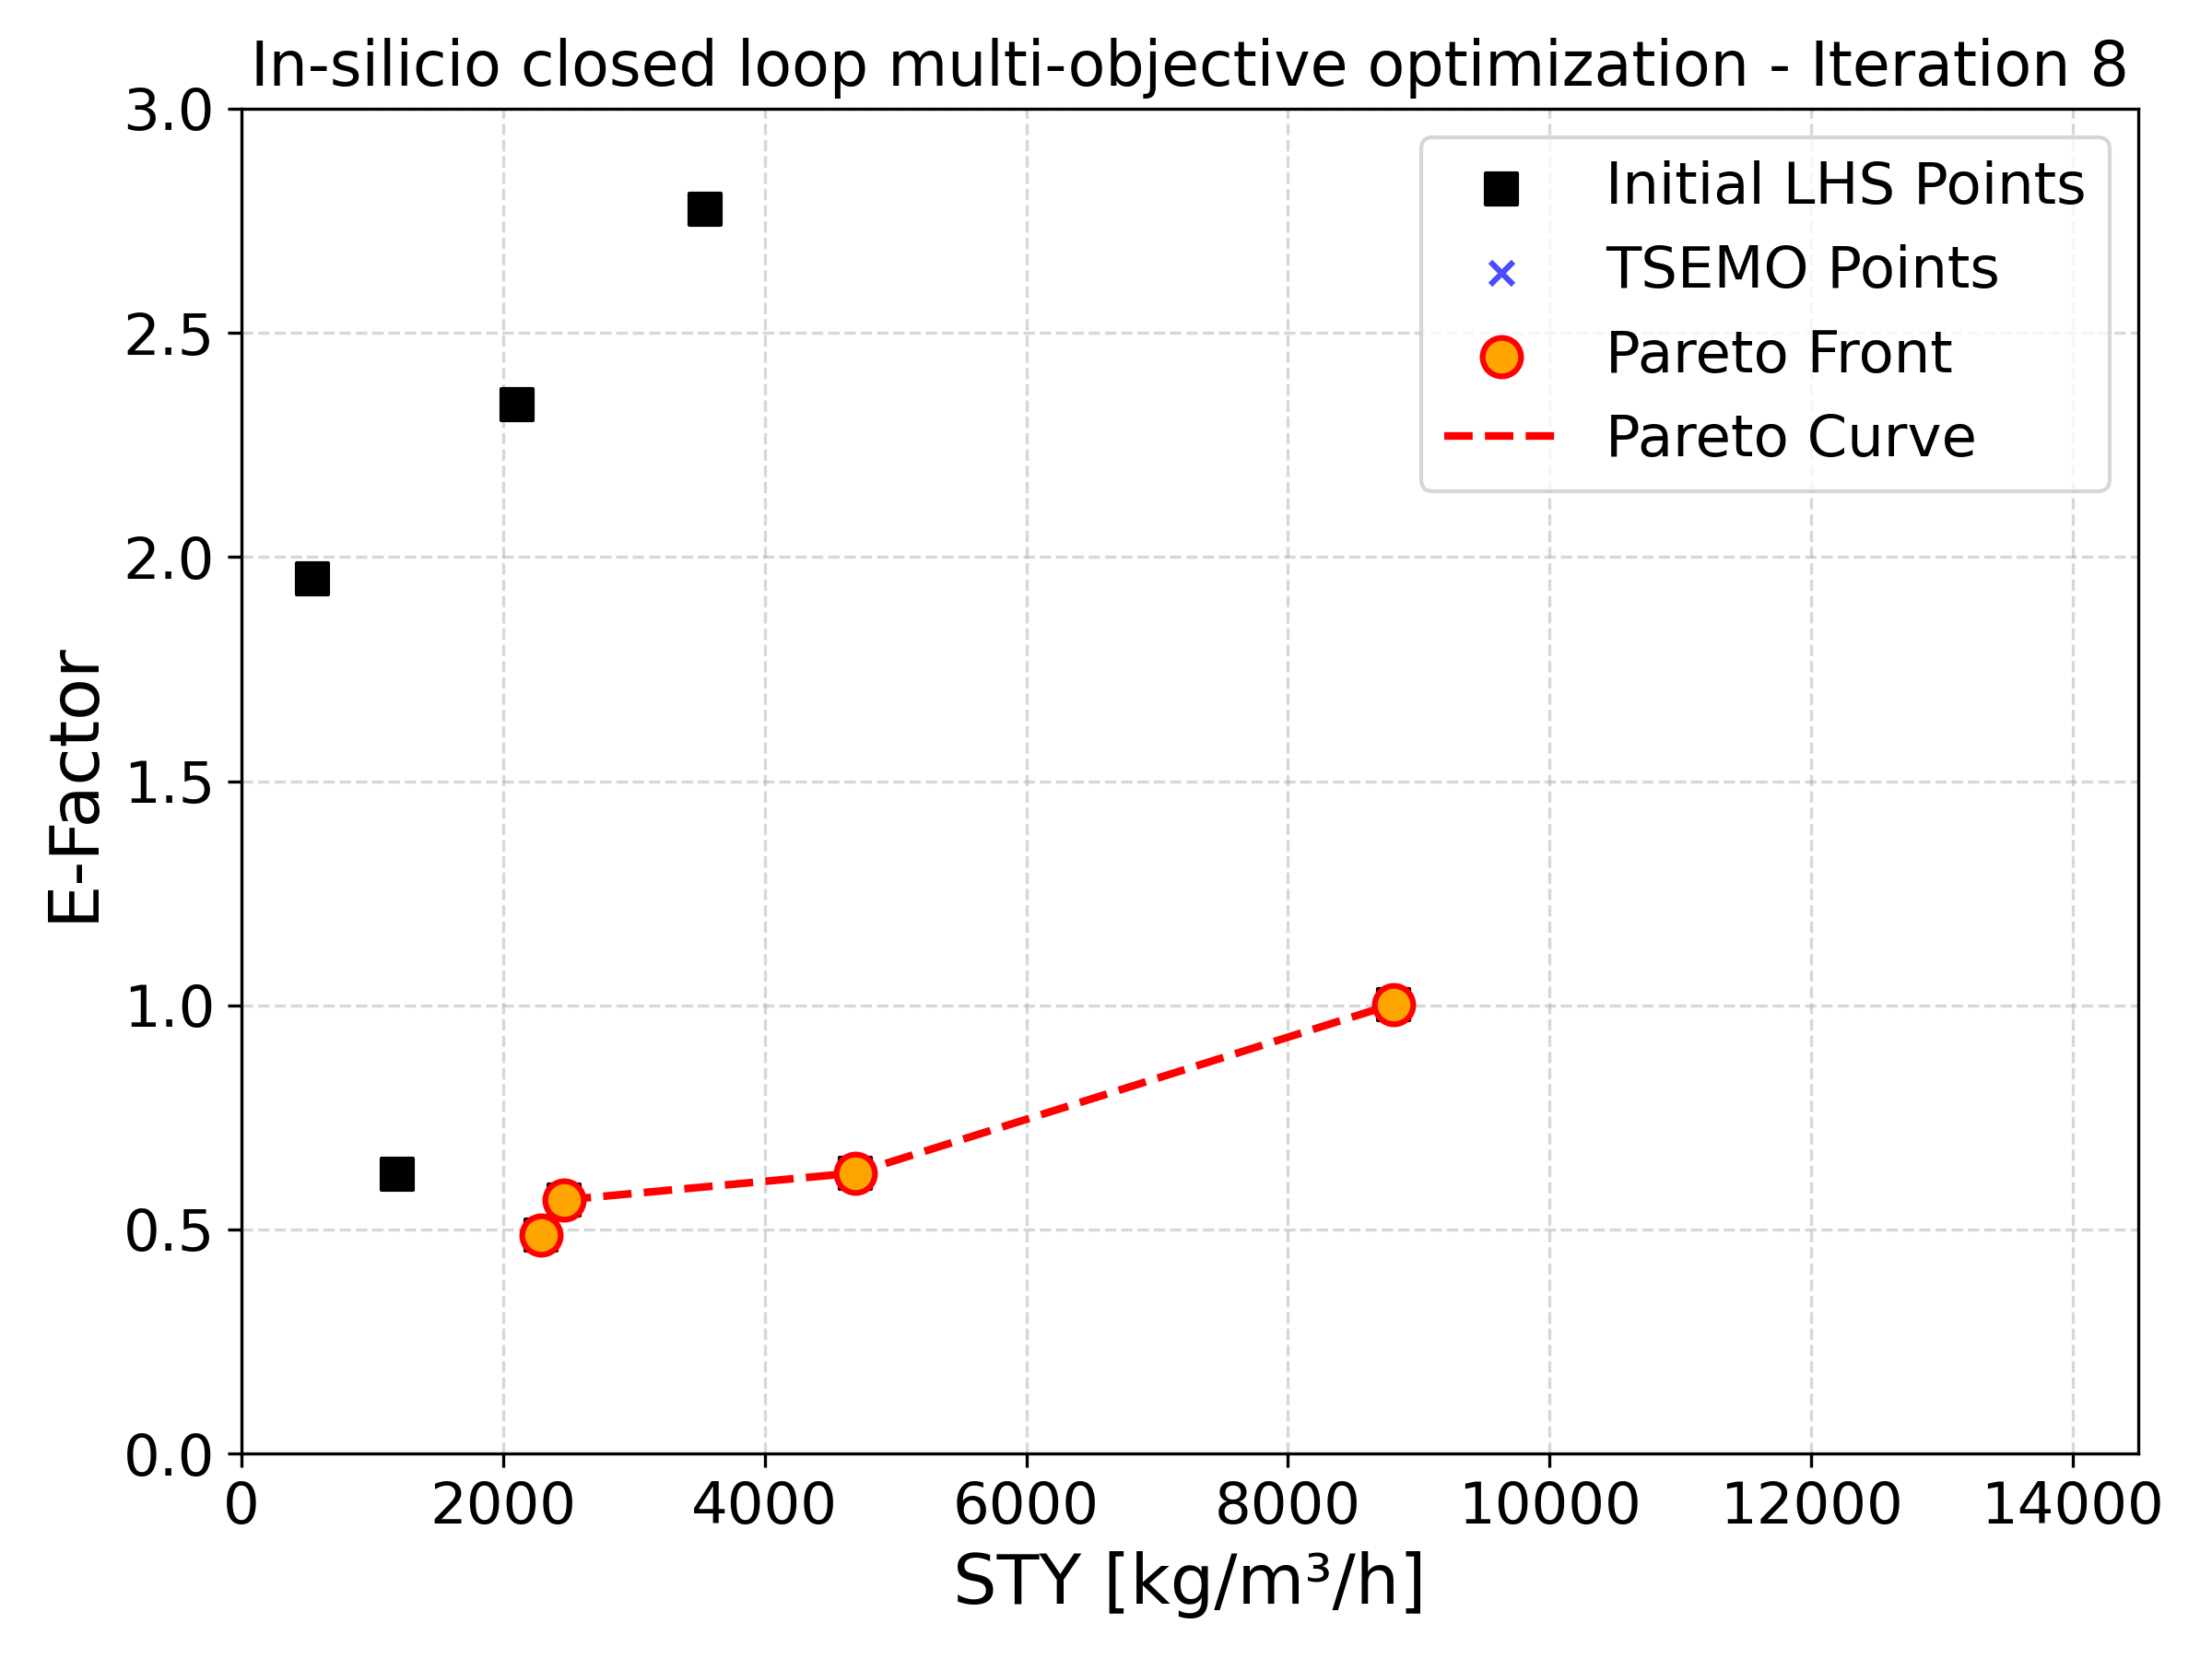 In-silicio closed loop multi-objective optimization - Iteration 8
3.0
2.5
2.0
1.5
1.0
0.5
0.0
E-Factor
Initial LHS Points
TSEMO Points
Pareto Front
Pareto Curve
0 2000 4000 6000 8000 10000 12000 14000
STY [kg/m³/h]